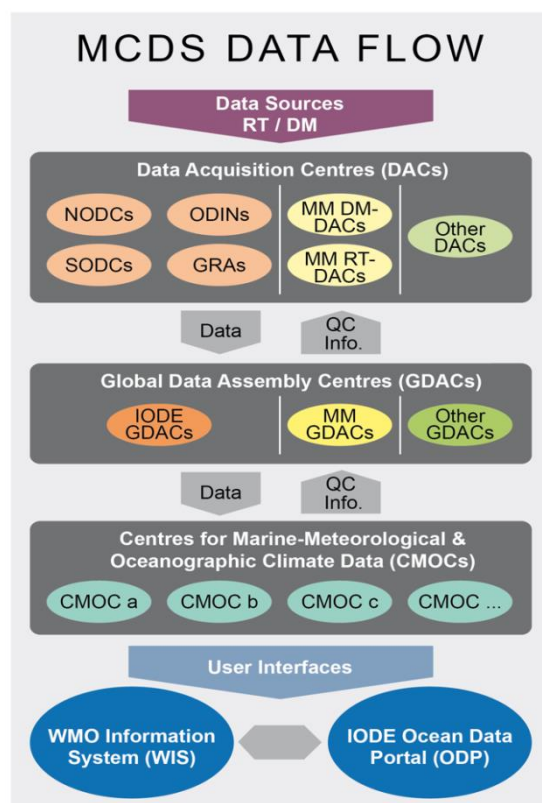 MCDS DATA FLOW
Data Sources
RT / DM
Data Acquisition Centres (DACs)
NODCs
ODINs
MM DM-
DACs
Other
DACs
SODCs
GRAs
MM RT-
DACs
Data
QC
Info.
Global Data Assembly Centres (GDACs)
IODE
GDACs
MM
GDACs
Other
GDACs
Data
QC
Info.
Centres for Marine-Meteorological &
Oceanographic Climate Data (CMOCs)
CMOC a
CMOC b
CMOC c
CMOC ...
User Interfaces
WMO Information
System (WIS)
IODE Ocean Data
Portal (ODP)